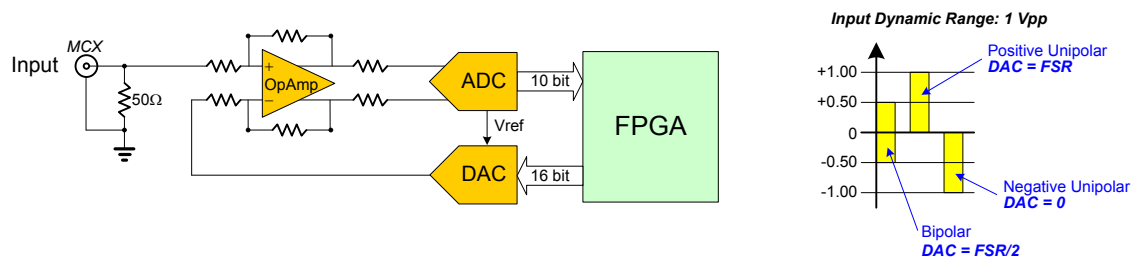 Input
MCX
50Ω
+
OpAmp
−
ADC
Vref
DAC
10 bit
16 bit
FPGA
Input Dynamic Range: 1 Vpp
+1.00
+0.50
0
-0.50
-1.00
Positive Unipolar
DAC = FSR
Negative Unipolar
DAC = 0
Bipolar
DAC = FSR/2